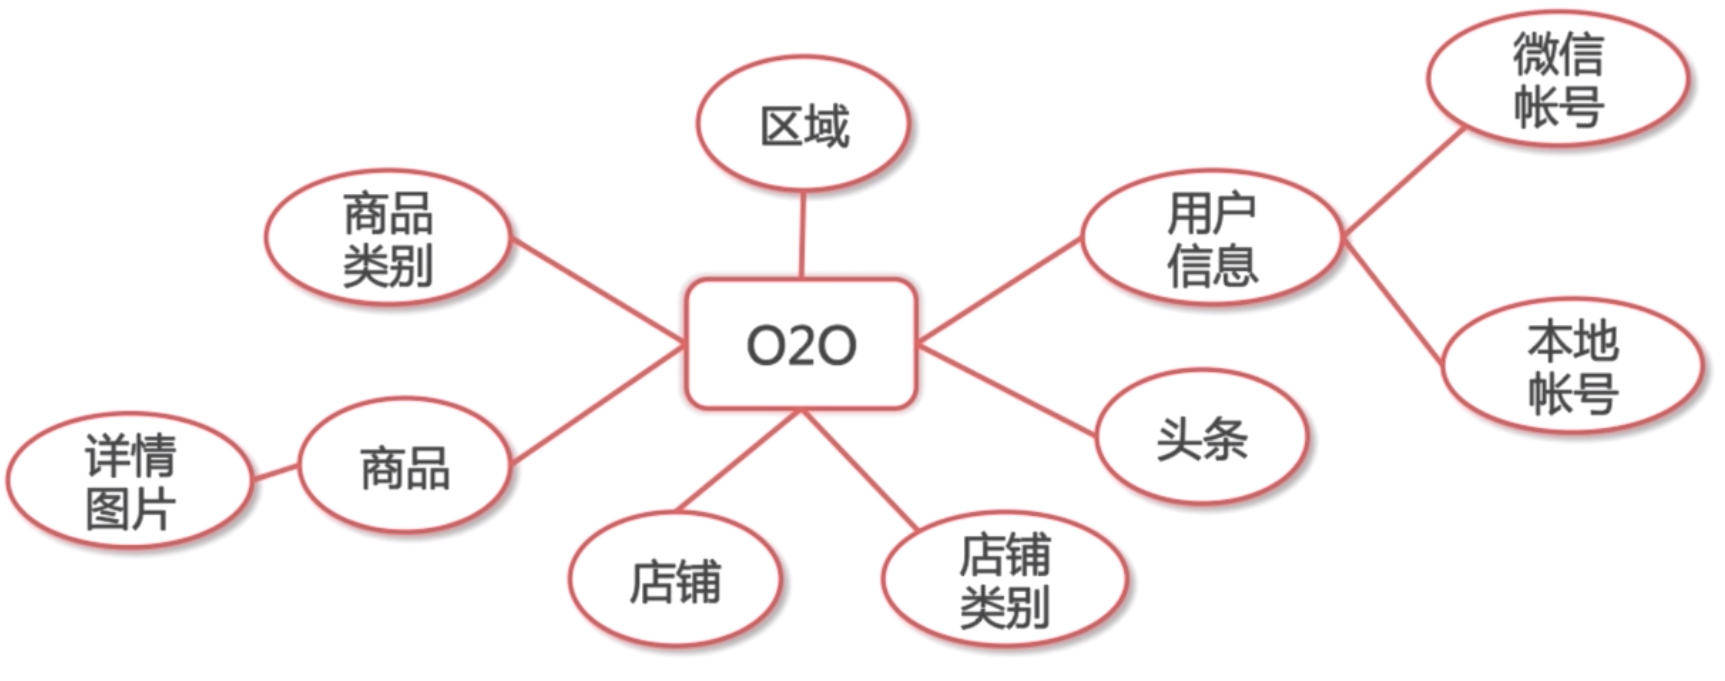 微信
帐号
区域
商品
类别
用户
信息
O2O
本地
帐号
头条
详情
图片
商品
店铺
店铺
类别